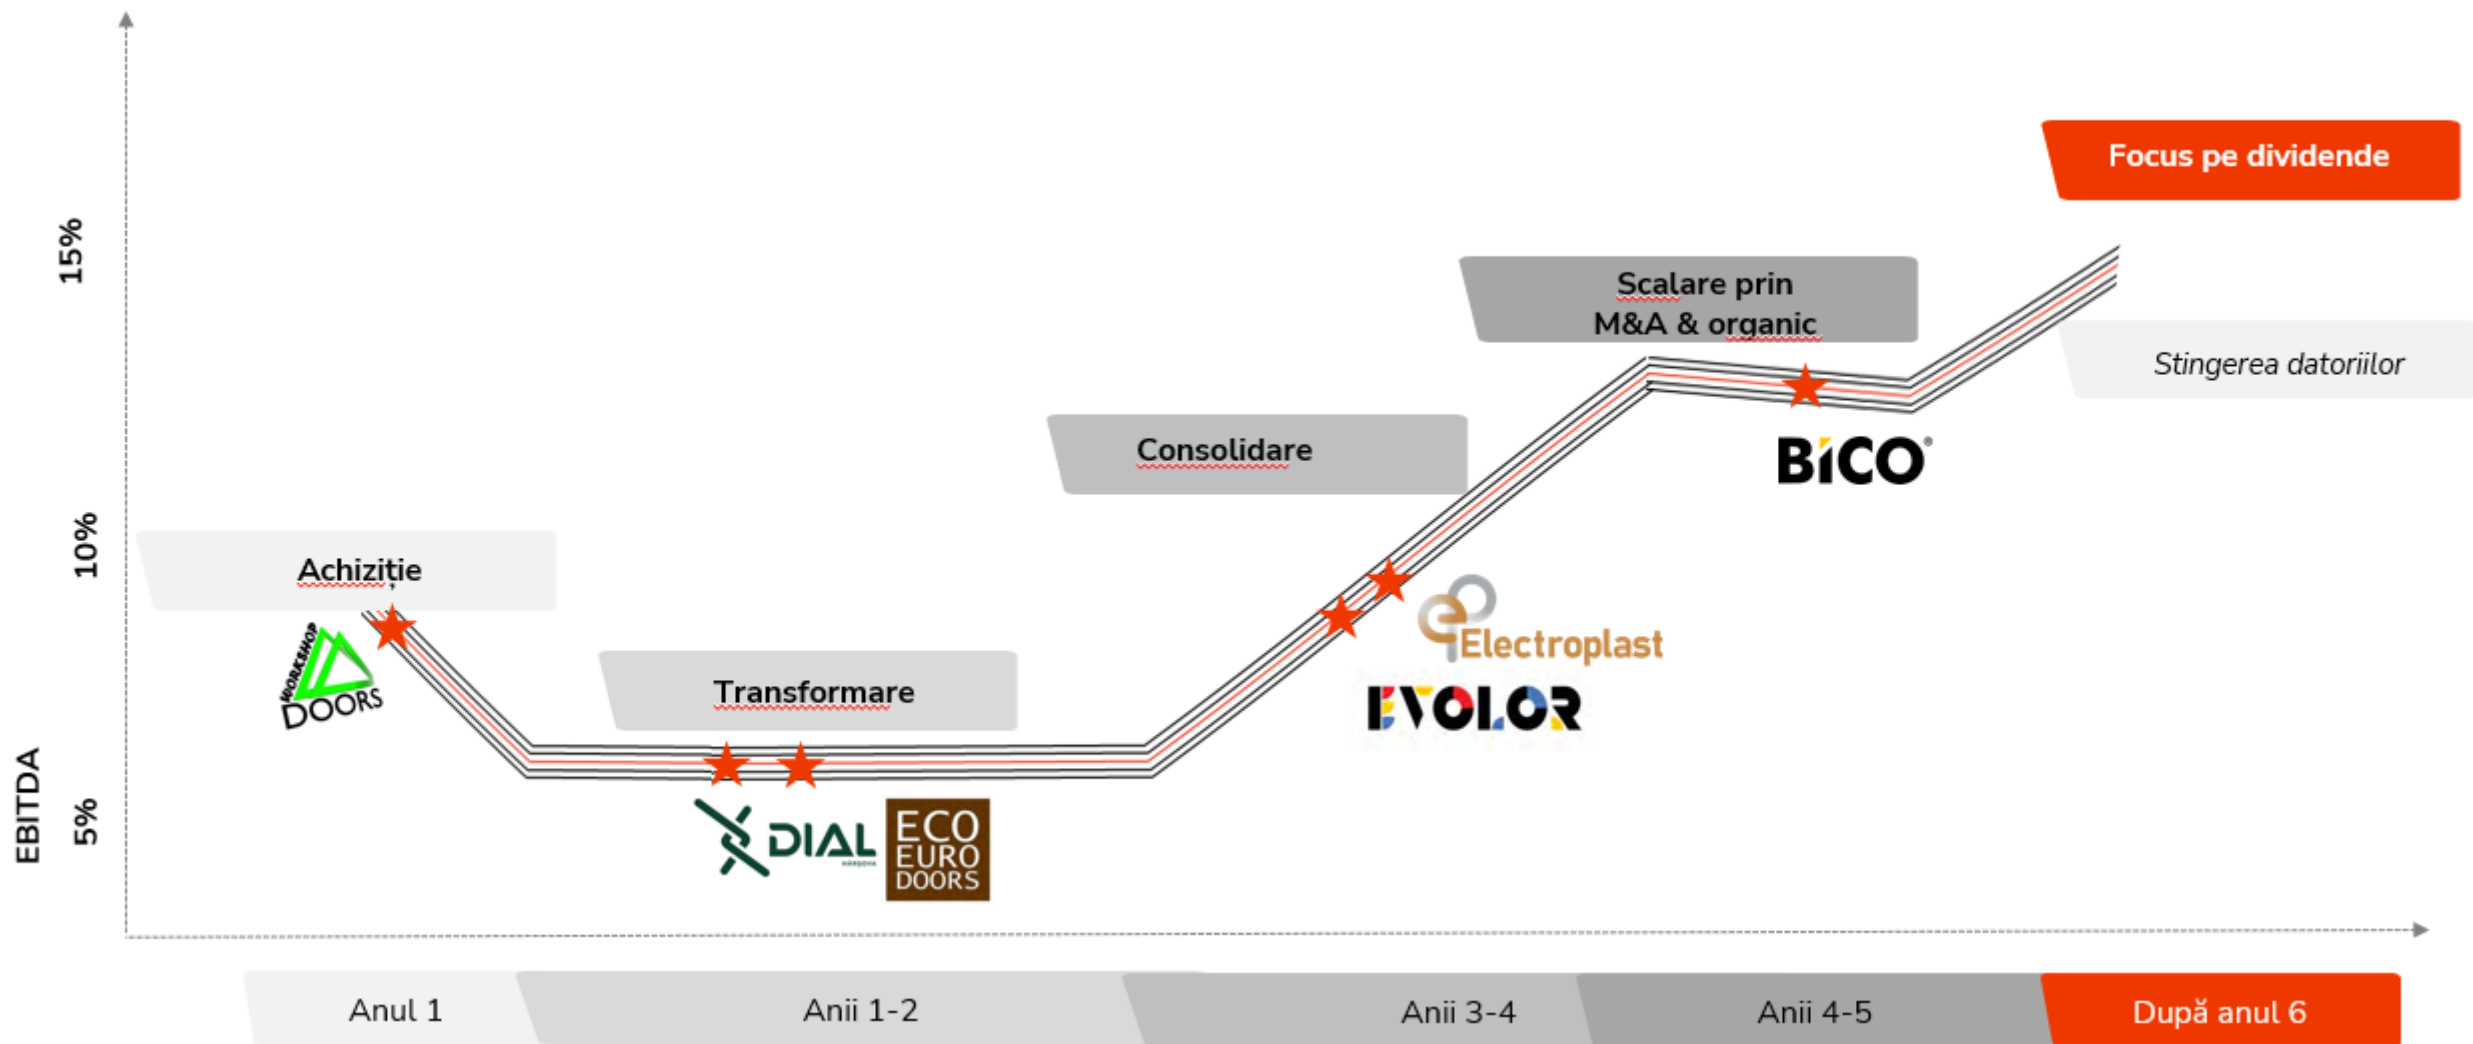 Focus pe dividende
15%
Scalare prin
M&A & organic
Stingerea datoriilor
Consolidare
BICO®
10%
Achiziție
Electroplast
WORKSHOP
DOORS
Transformare
EVOLOR
EBITDA
5%
DIAL
ECO
EURO
DOORS
Anul 1
Anii 1-2
Anii 3-4
Anii 4-5
După anul 6